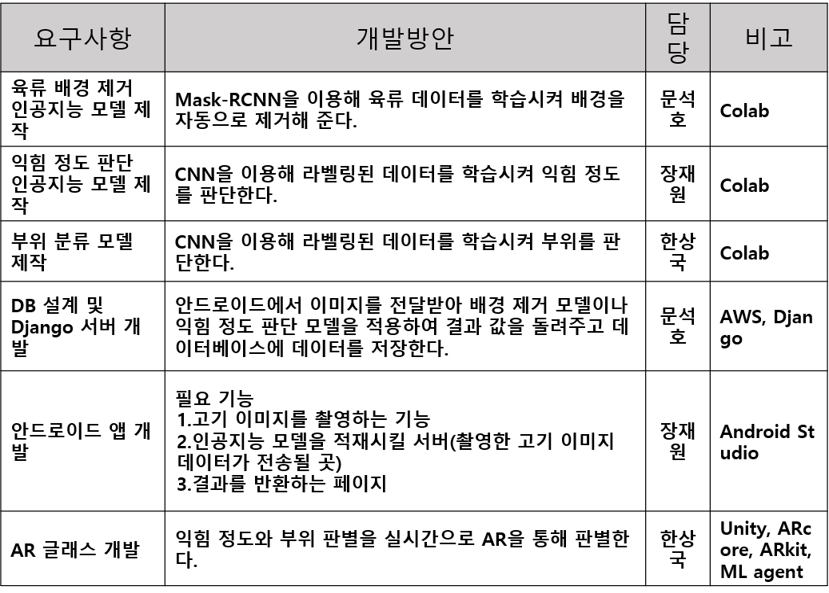 요구사항
개발방안
담
당
비고
육류 배경 제거
인공지능 모델 제
작
Mask-RCNN을 이용해 육류 데이터를 학습시켜 배경을
자동으로 제거해 준다.
문석
호
Colab
익힘 정도 판단
인공지능 모델 제
작
CNN을 이용해 라벨링된 데이터를 학습시켜 익힘 정도
를 판단한다.
장재
원
Colab
부위 분류 모델
제작
CNN을 이용해 라벨링된 데이터를 학습시켜 부위를 판
단한다.
한상
국
Colab
DB 설계 및
Django 서버 개
발
안드로이드에서 이미지를 전달받아 배경 제거 모델이나
익힘 정도 판단 모델을 적용하여 결과 값을 돌려주고 데
이터베이스에 데이터를 저장한다.
문석
호
AWS, Djan
go
안드로이드 앱 개
발
필요 기능
1.고기 이미지를 촬영하는 기능
2.인공지능 모델을 적재시킬 서버(촬영한 고기 이미지
데이터가 전송될 곳)
3.결과를 반환하는 페이지
장재
원
Android St
udio
AR 글래스 개발
익힘 정도와 부위 판별을 실시간으로 AR을 통해 판별한
다.
한상
국
Unity, ARc
ore, ARkit,
ML agent